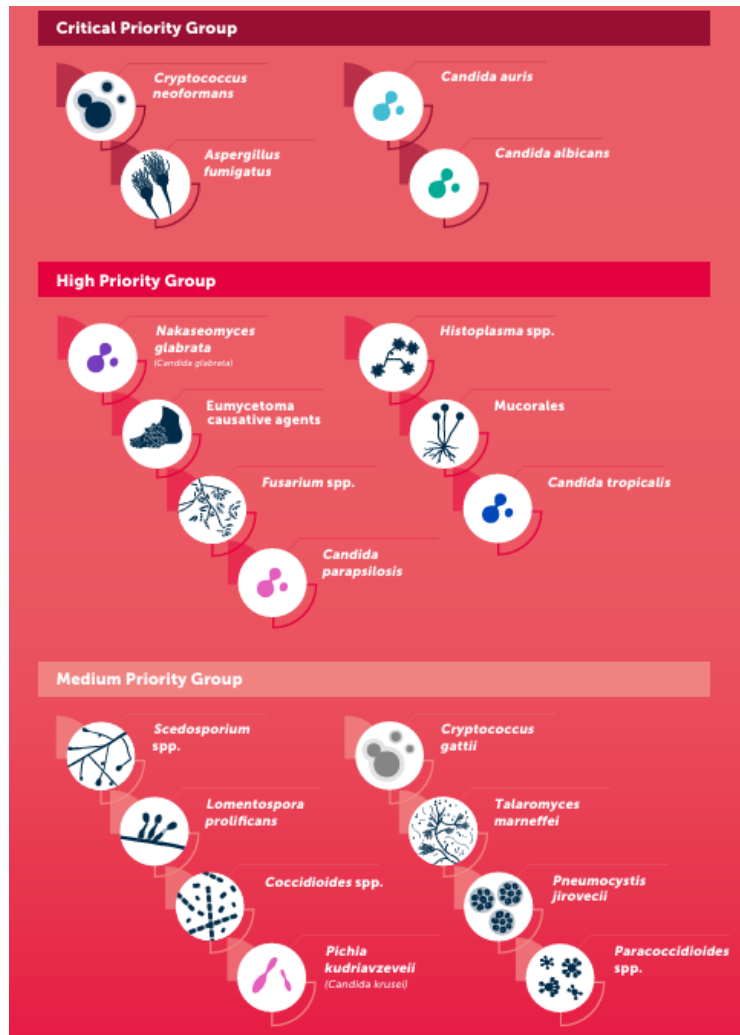 Critical Priority Group
Cryptococcus
neoformans
Aspergillus
fumigatus
Candida auris
Candida albicans
High Priority Group
Nakaseomyces
glabrata
(Candida glabrata)
Eumycetoma
causative agents
Fusarium spp.
Candida
parapsilosis
Histoplasma spp.
Mucorales
Candida tropicalis
Medium Priority Group
Scedosporium
spp.
Lomentospora
prolificans
Coccidioides spp.
Pichia
kudriavzeveii
(Candida krusei)
Cryptococcus
gattii
Talaromyces
marneffei
Pneumocystis
jirovecii
Paracoccidioides
spp.